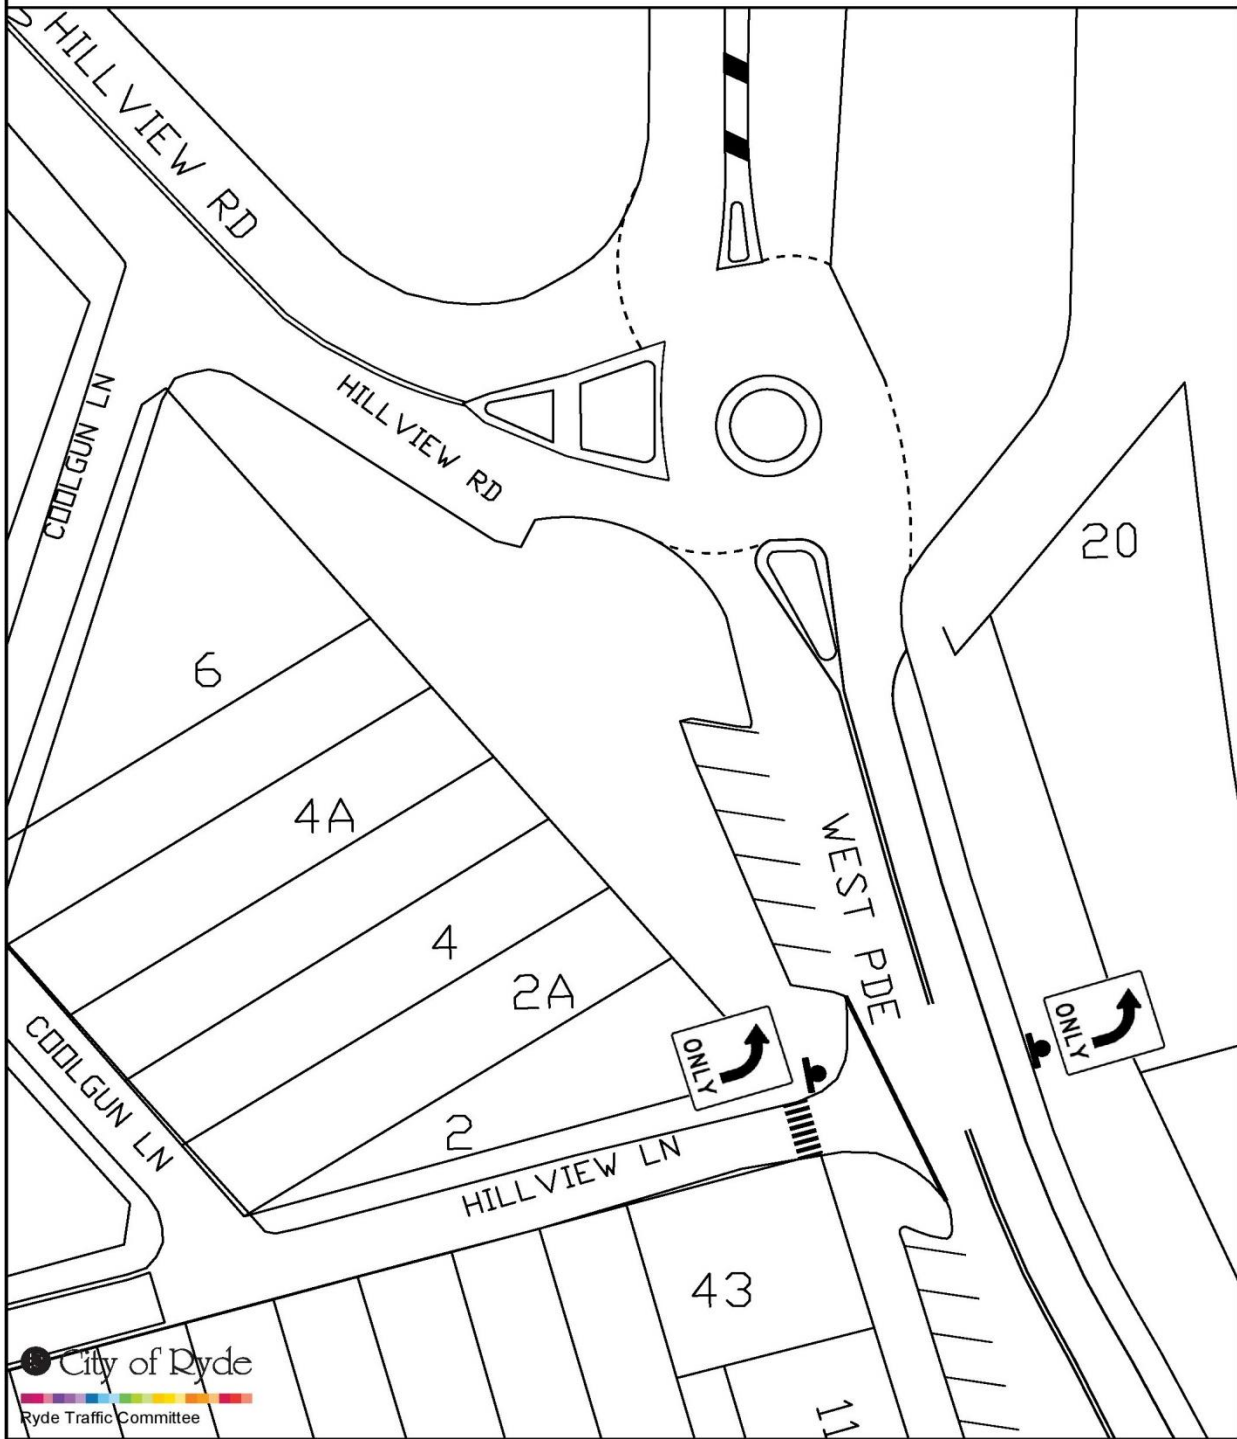 HILLVIEW RD
COOLGUN LN
HILLVIEW RD
20
6
4A
WEST PDE
4
2A
ONLY
ONLY
COOLGUN LN
2
HILLVIEW LN
43
City of Ryde
Ryde Traffic Committee
11